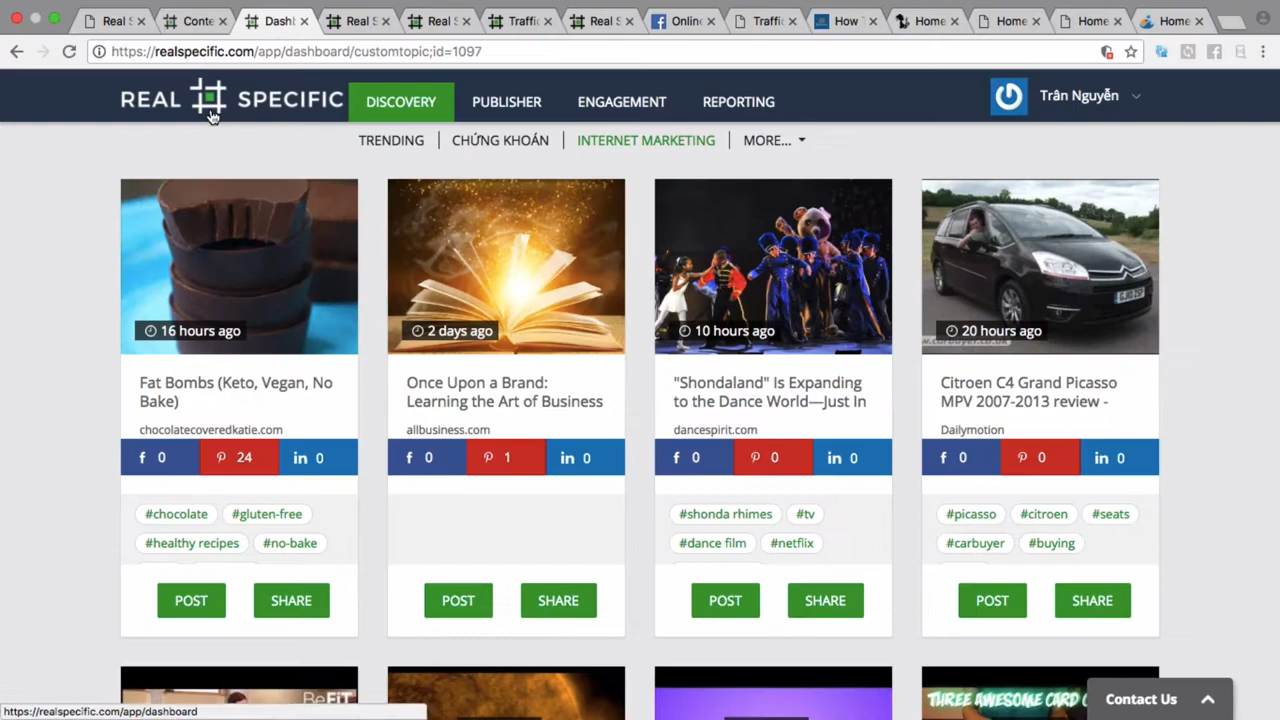 Real S
Conte
Dashb
Real S
Real S
Traffic
Real S
Online
Traffic
How
Home
Home
Home
Home
https://realspecific.com/app/dashboard/customtopic;id=1097
REAL SPECIFIC
DISCOVERY
PUBLISHER
ENGAGEMENT
REPORTING
Trân Nguyễn
TRENDING
CHỨNG KHOÁN
INTERNET MARKETING
MORE...
16 hours ago
2 days ago
10 hours ago
20 hours ago
www.carbuyer.co.uk
Fat Bombs (Keto, Vegan, No
Bake)
chocolatecoveredkatie.com
f 0
24
in 0
#chocolate
#gluten-free
#healthy recipes
#no-bake
POST
SHARE
Once Upon a Brand:
Learning the Art of Business
allbusiness.com
f 0
1
in 0
POST
SHARE
"Shondaland" Is Expanding
to the Dance World—Just In
dancespirit.com
f 0
0
in 0
#shonda rhimes
#tv
#dance film
#netflix
POST
SHARE
Citroen C4 Grand Picasso
MPV 2007-2013 review -
Dailymotion
f 0
0
in 0
#picasso
#citroen
#seats
#carbuyer
#buying
POST
SHARE
BeFiT
THREE AWESOME CARD
Contact Us
https://realspecific.com/app/dashboard